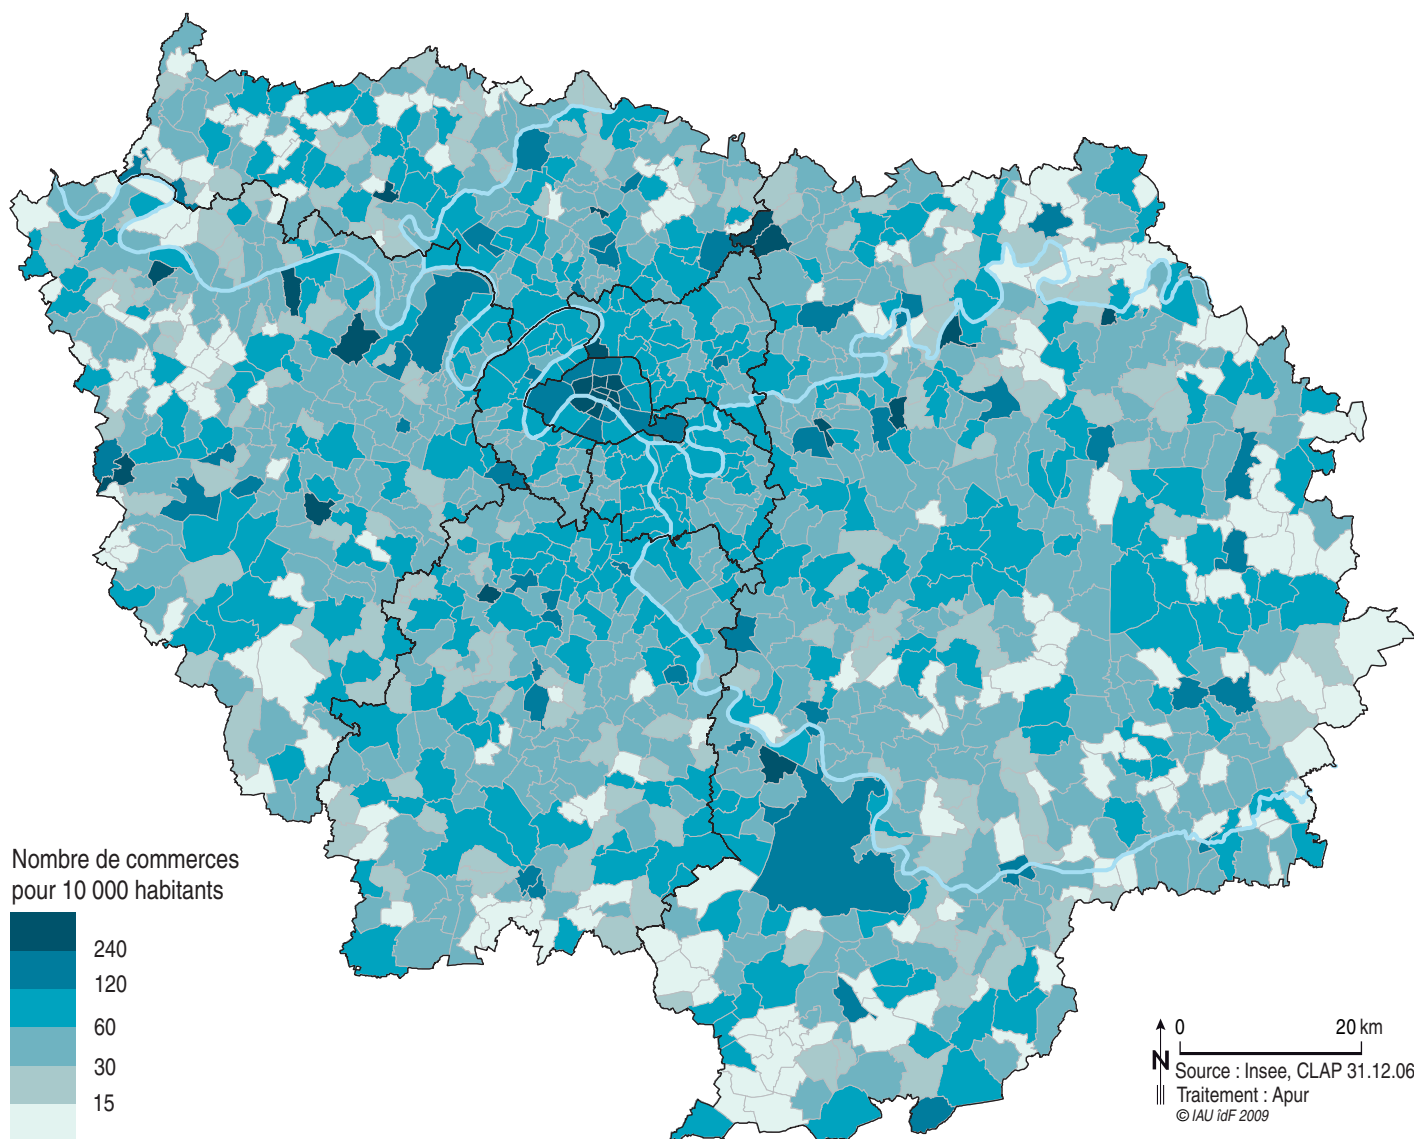 Nombre de commerces
pour 10 000 habitants
240
120
60
30
15
0 20 km
N
Source : Insee, CLAP 31.12.06
Traitement : Apur
© IAU îdF 2009